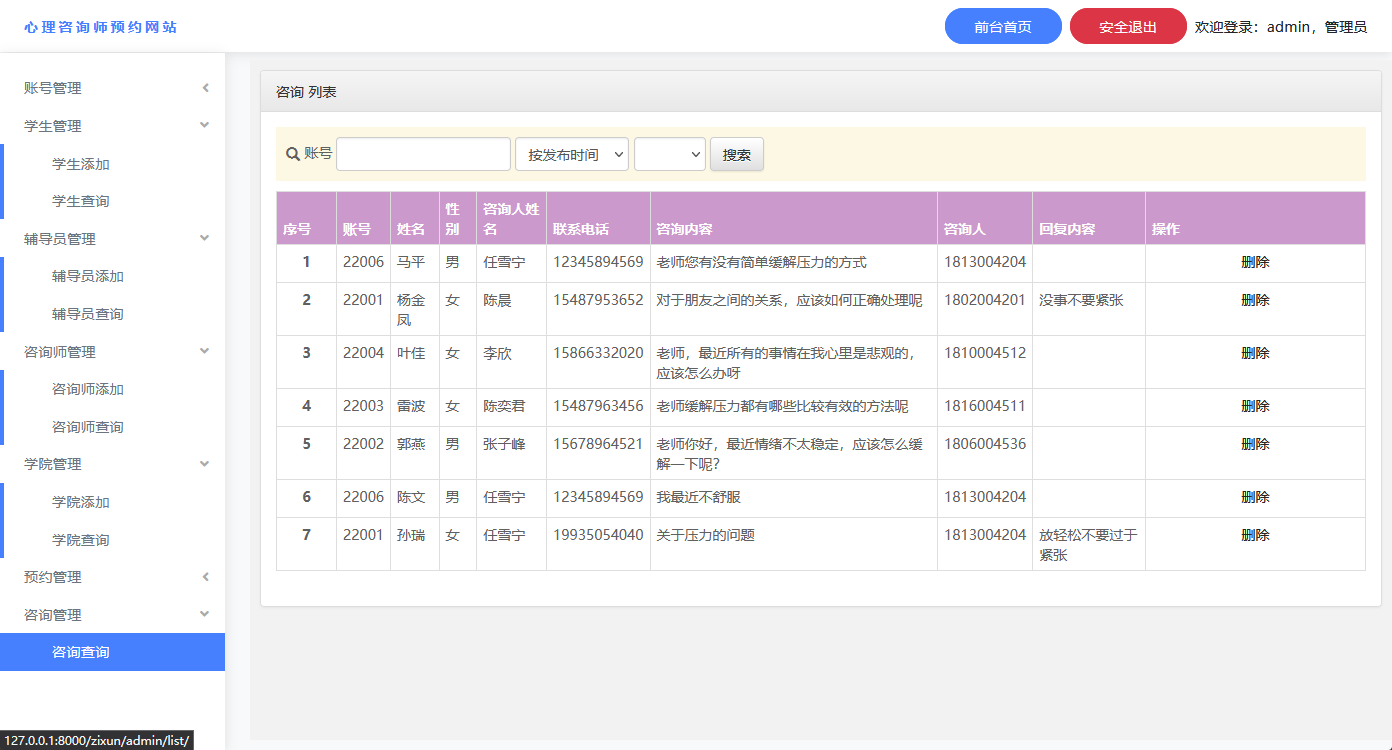 心理咨询师预约网站
前台首页 安全退出 欢迎登录：admin，管理员
账号管理
学生管理
学生添加
学生查询
辅导员管理
辅导员添加
辅导员查询
咨询师管理
咨询师添加
咨询师查询
学院管理
学院添加
学院查询
预约管理
咨询管理
咨询查询
咨询 列表
账号 按发布时间 搜索
序号 账号 姓名 性别 咨询人姓名 联系电话 咨询内容 咨询人 回复内容 操作
1 22006 马平 男 任雪宁 12345894569 老师您有没有简单缓解压力的方式 1813004204 删除
2 22001 杨金凤 女 陈晨 15487953652 对于朋友之间的关系，应该如何正确处理呢 1802004201 没事不要紧张 删除
3 22004 叶佳 女 李欣 15866332020 老师，最近所有的事情在我心里是悲观的，应该怎么办呀 1810004512 删除
4 22003 雷波 女 陈奕君 15487963456 老师缓解压力都有哪些比较有效的方法呢 1816004511 删除
5 22002 郭燕 男 张子峰 15678964521 老师你好，最近情绪不太稳定，应该怎么缓解一下呢？ 1806004536 删除
6 22006 陈文 男 任雪宁 12345894569 我最近不舒服 1813004204 删除
7 22001 孙瑞 女 任雪宁 19935054040 关于压力的问题 1813004204 放轻松不要过于紧张 删除
127.0.0.1:8000/zixun/admin/list/